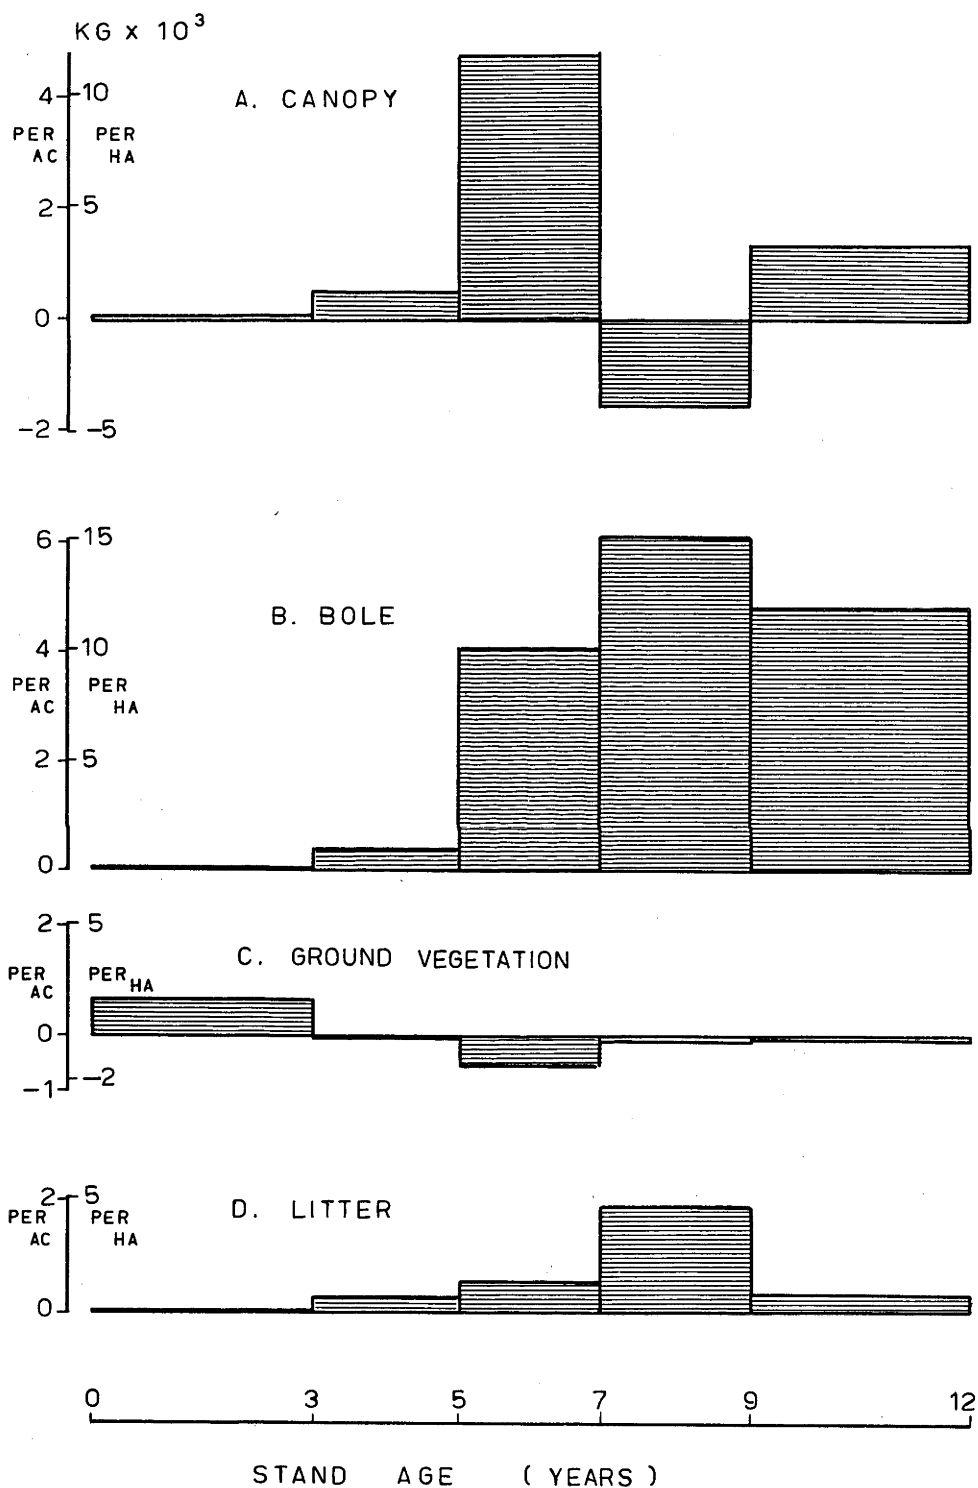 KG x 10³
4 10
A. CANOPY
PER PER
AC HA
2 5
0
-2 -5
6 15
B. BOLE
4 10
PER PER
AC HA
2 5
0
2 5
C. GROUND VEGETATION
PER PER
AC HA
0
-1 -2
2 5
D. LITTER
PER PER
AC HA
0
0 3 5 7 9 12
STAND AGE (YEARS)